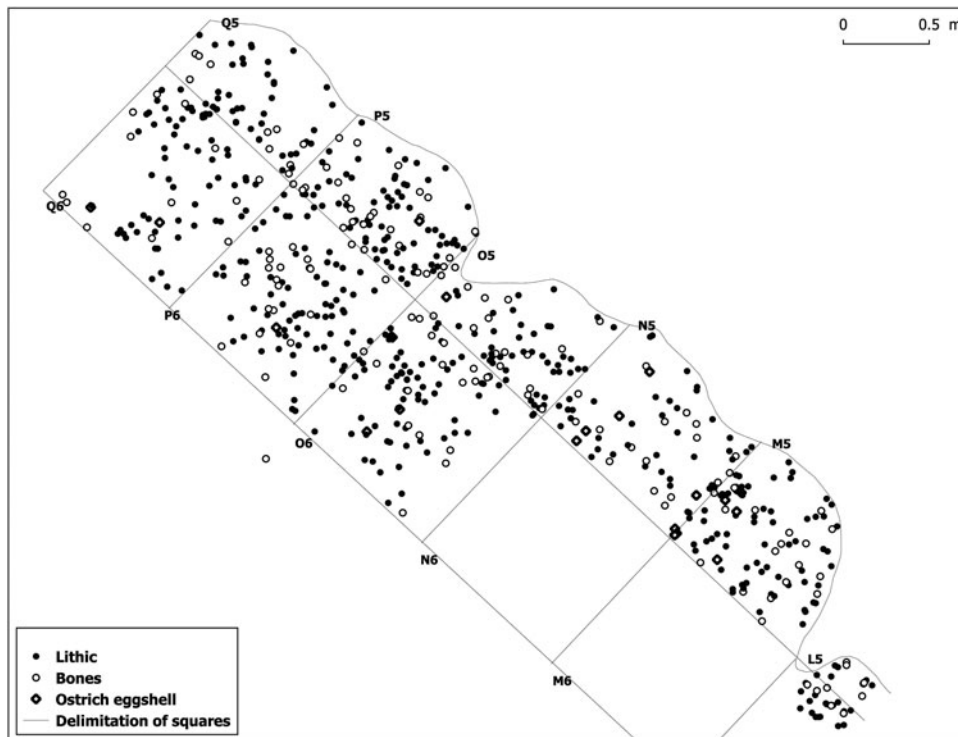 Q5
0 0.5 m
P5
Q6
O5
P6
N5
O6
M5
N6
L5
M6
Lithic
Bones
Ostrich eggshell
Delimitation of squares